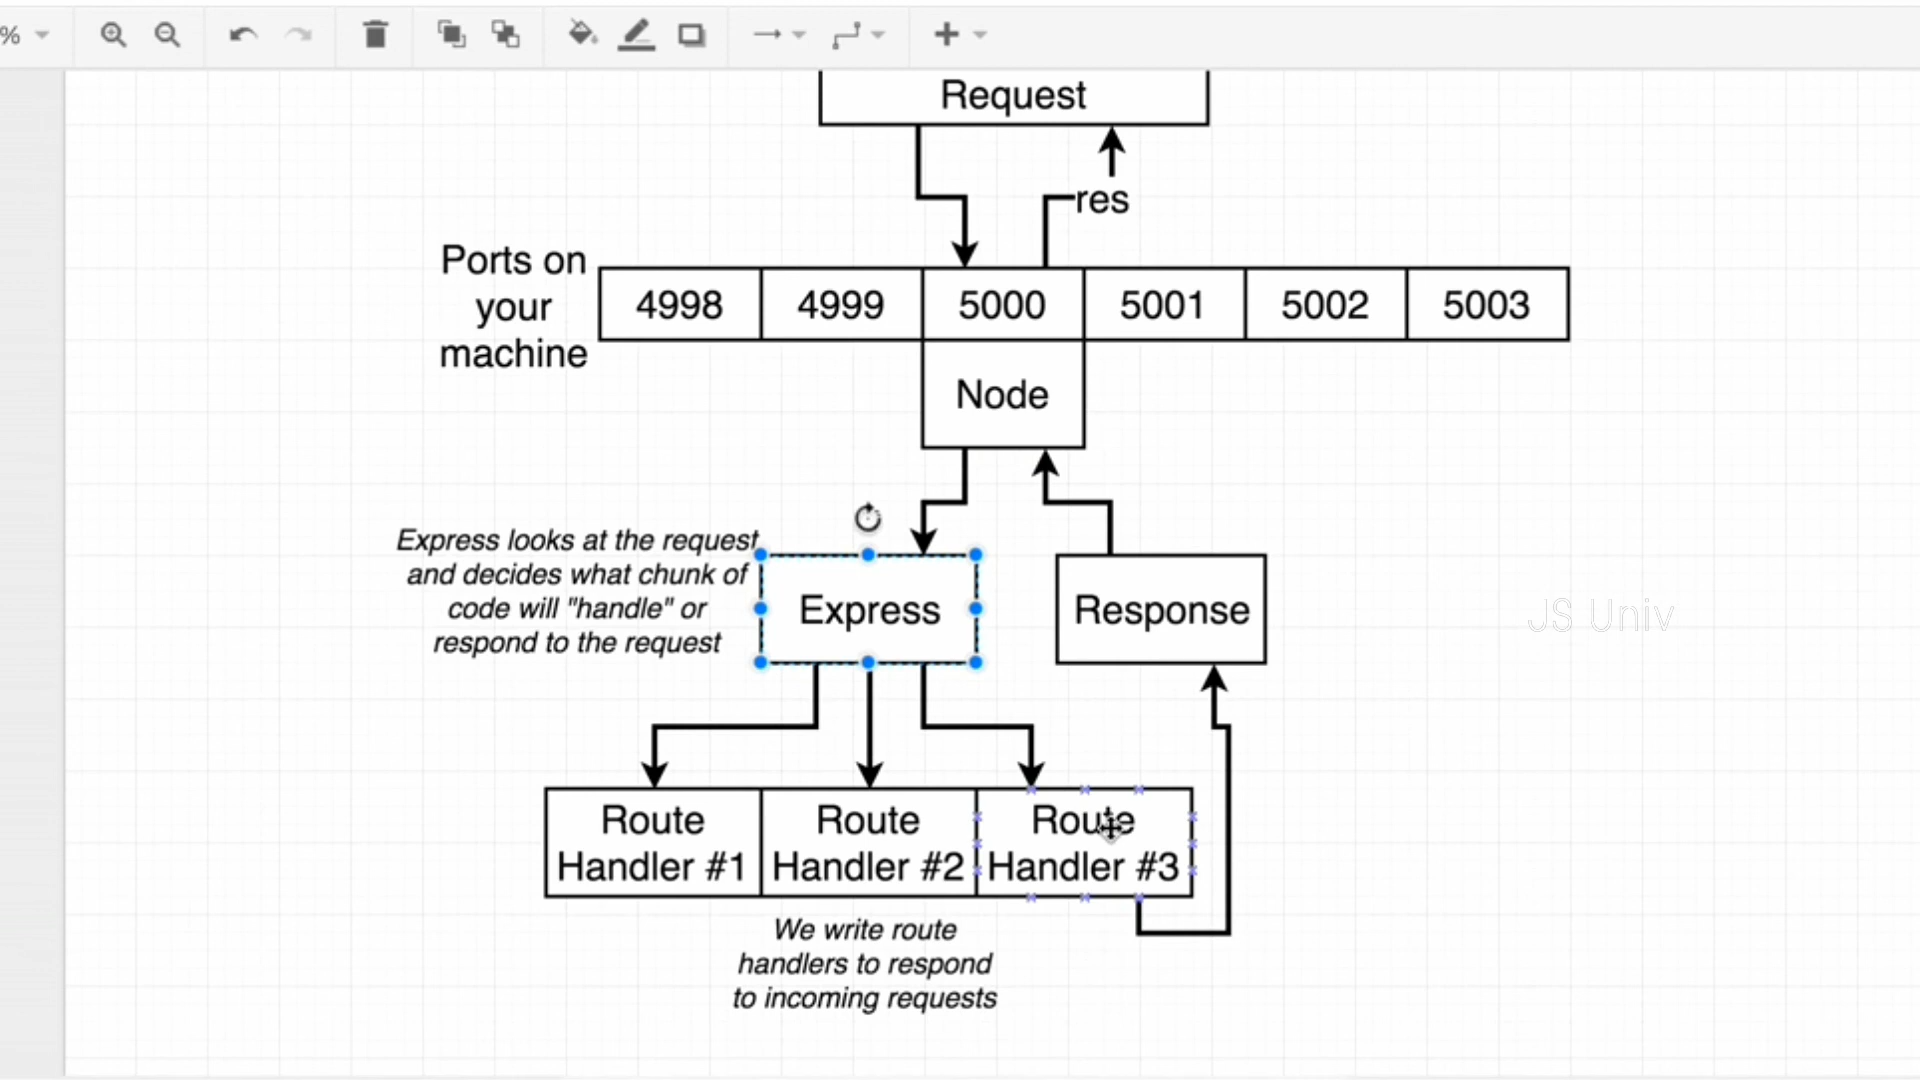 %
Request
res
Ports on
your
machine
4998 4999 5000 5001 5002 5003
Node
Express looks at the request
and decides what chunk of
code will "handle" or
respond to the request
Express
Response
JS Univ
Route
Handler #1
Route
Handler #2
Route
Handler #3
We write route
handlers to respond
to incoming requests